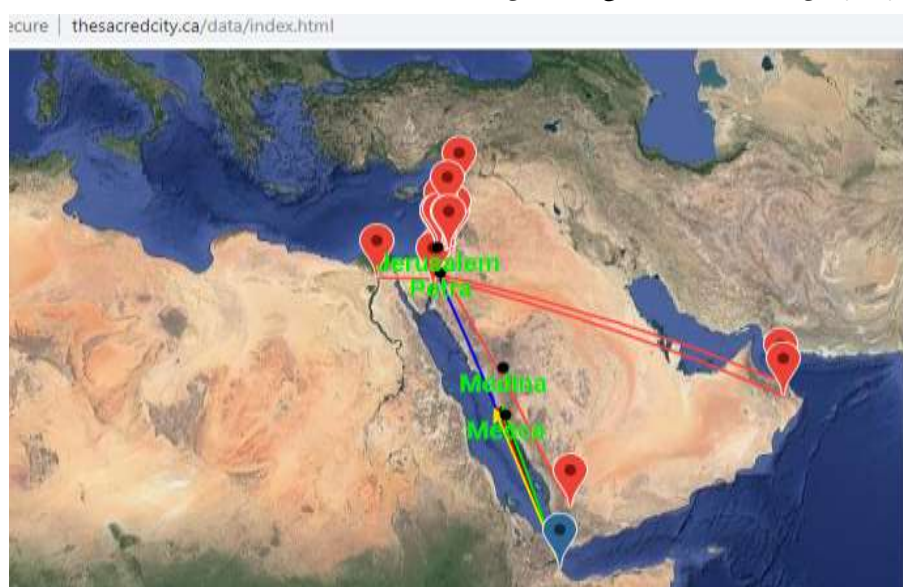 ecure | thesacredcity.ca/data/index.html
Jerusalem
Petra
Medina
Mecca